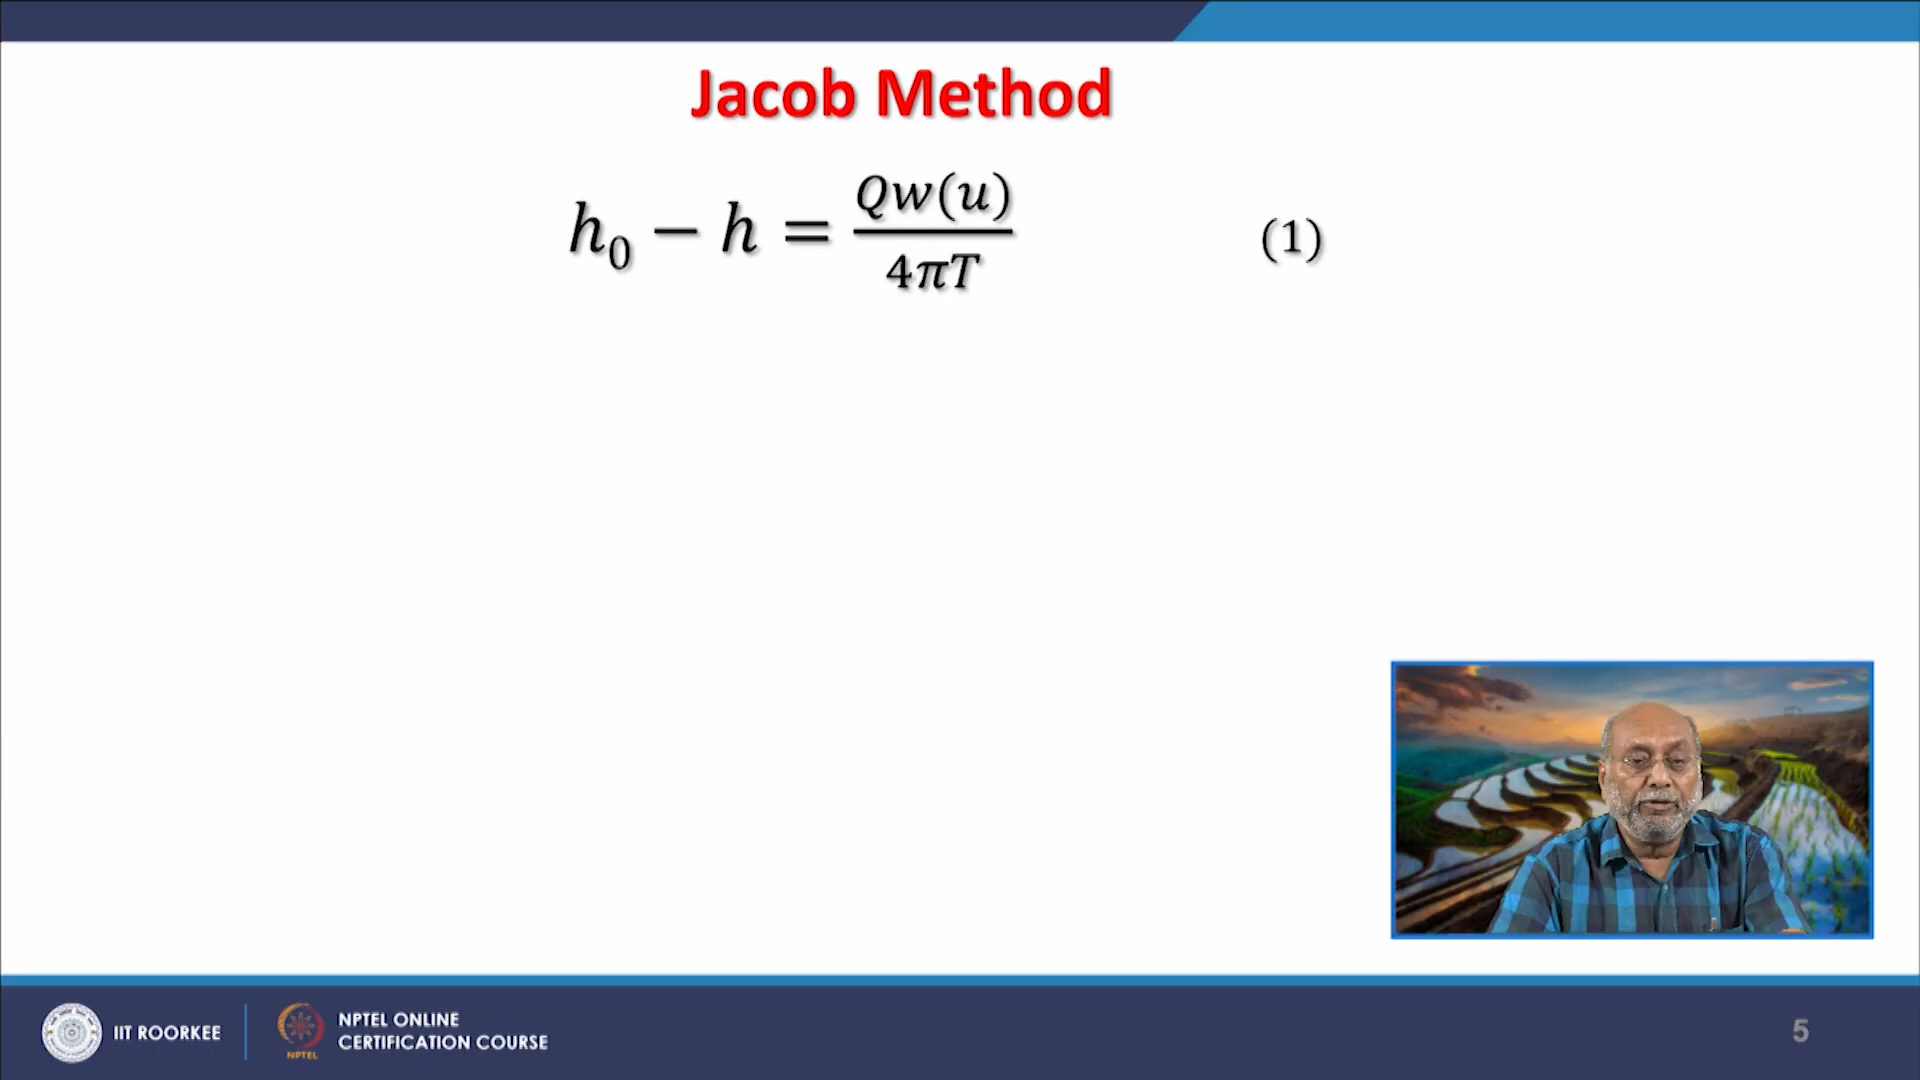 Jacob Method
h₀ − h = Qw(u) / 4πT (1)
IIT ROORKEE
NPTEL
NPTEL ONLINE
CERTIFICATION COURSE
5